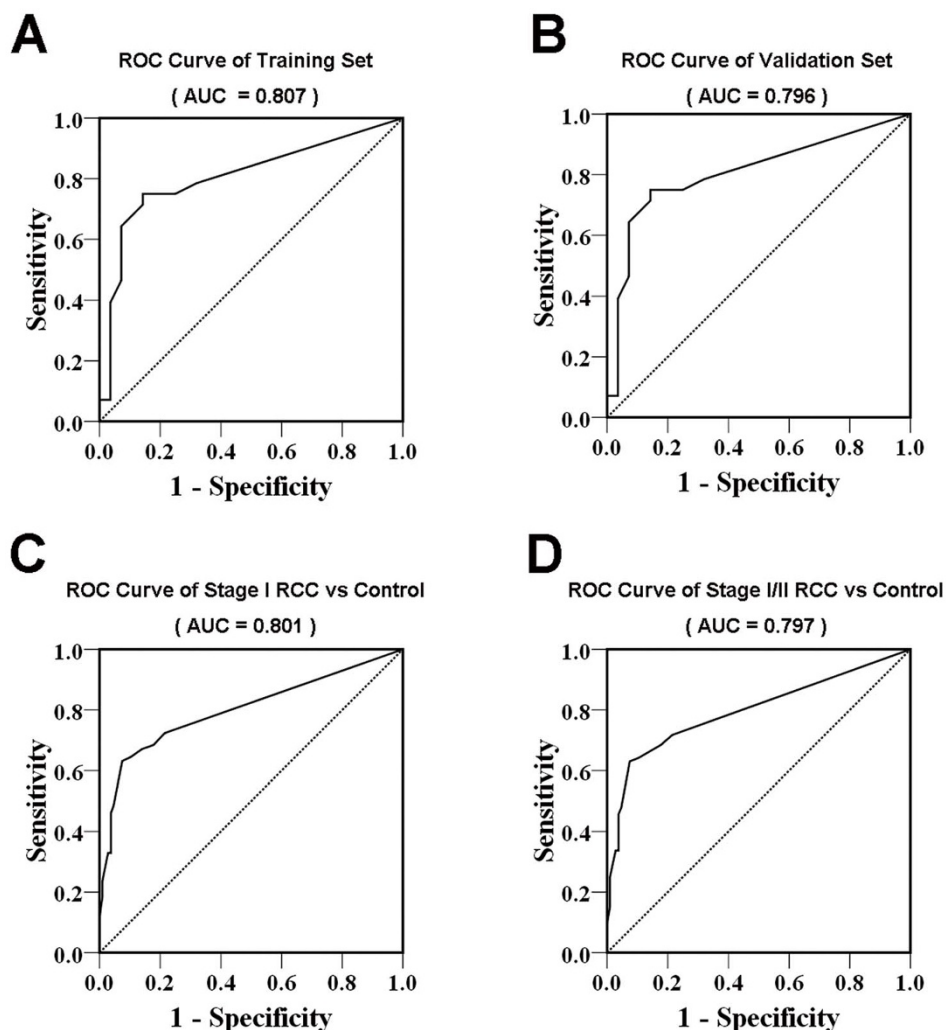 A
ROC Curve of Training Set
( AUC = 0.807 )
1.0
0.8
0.6
0.4
0.2
0.0
Sensitivity
0.0 0.2 0.4 0.6 0.8 1.0
1 - Specificity
B
ROC Curve of Validation Set
( AUC = 0.796 )
1.0
0.8
0.6
0.4
0.2
0.0
Sensitivity
0.0 0.2 0.4 0.6 0.8 1.0
1 - Specificity
C
ROC Curve of Stage I RCC vs Control
( AUC = 0.801 )
1.0
0.8
0.6
0.4
0.2
0.0
Sensitivity
0.0 0.2 0.4 0.6 0.8 1.0
1 - Specificity
D
ROC Curve of Stage I/II RCC vs Control
( AUC = 0.797 )
1.0
0.8
0.6
0.4
0.2
0.0
Sensitivity
0.0 0.2 0.4 0.6 0.8 1.0
1 - Specificity